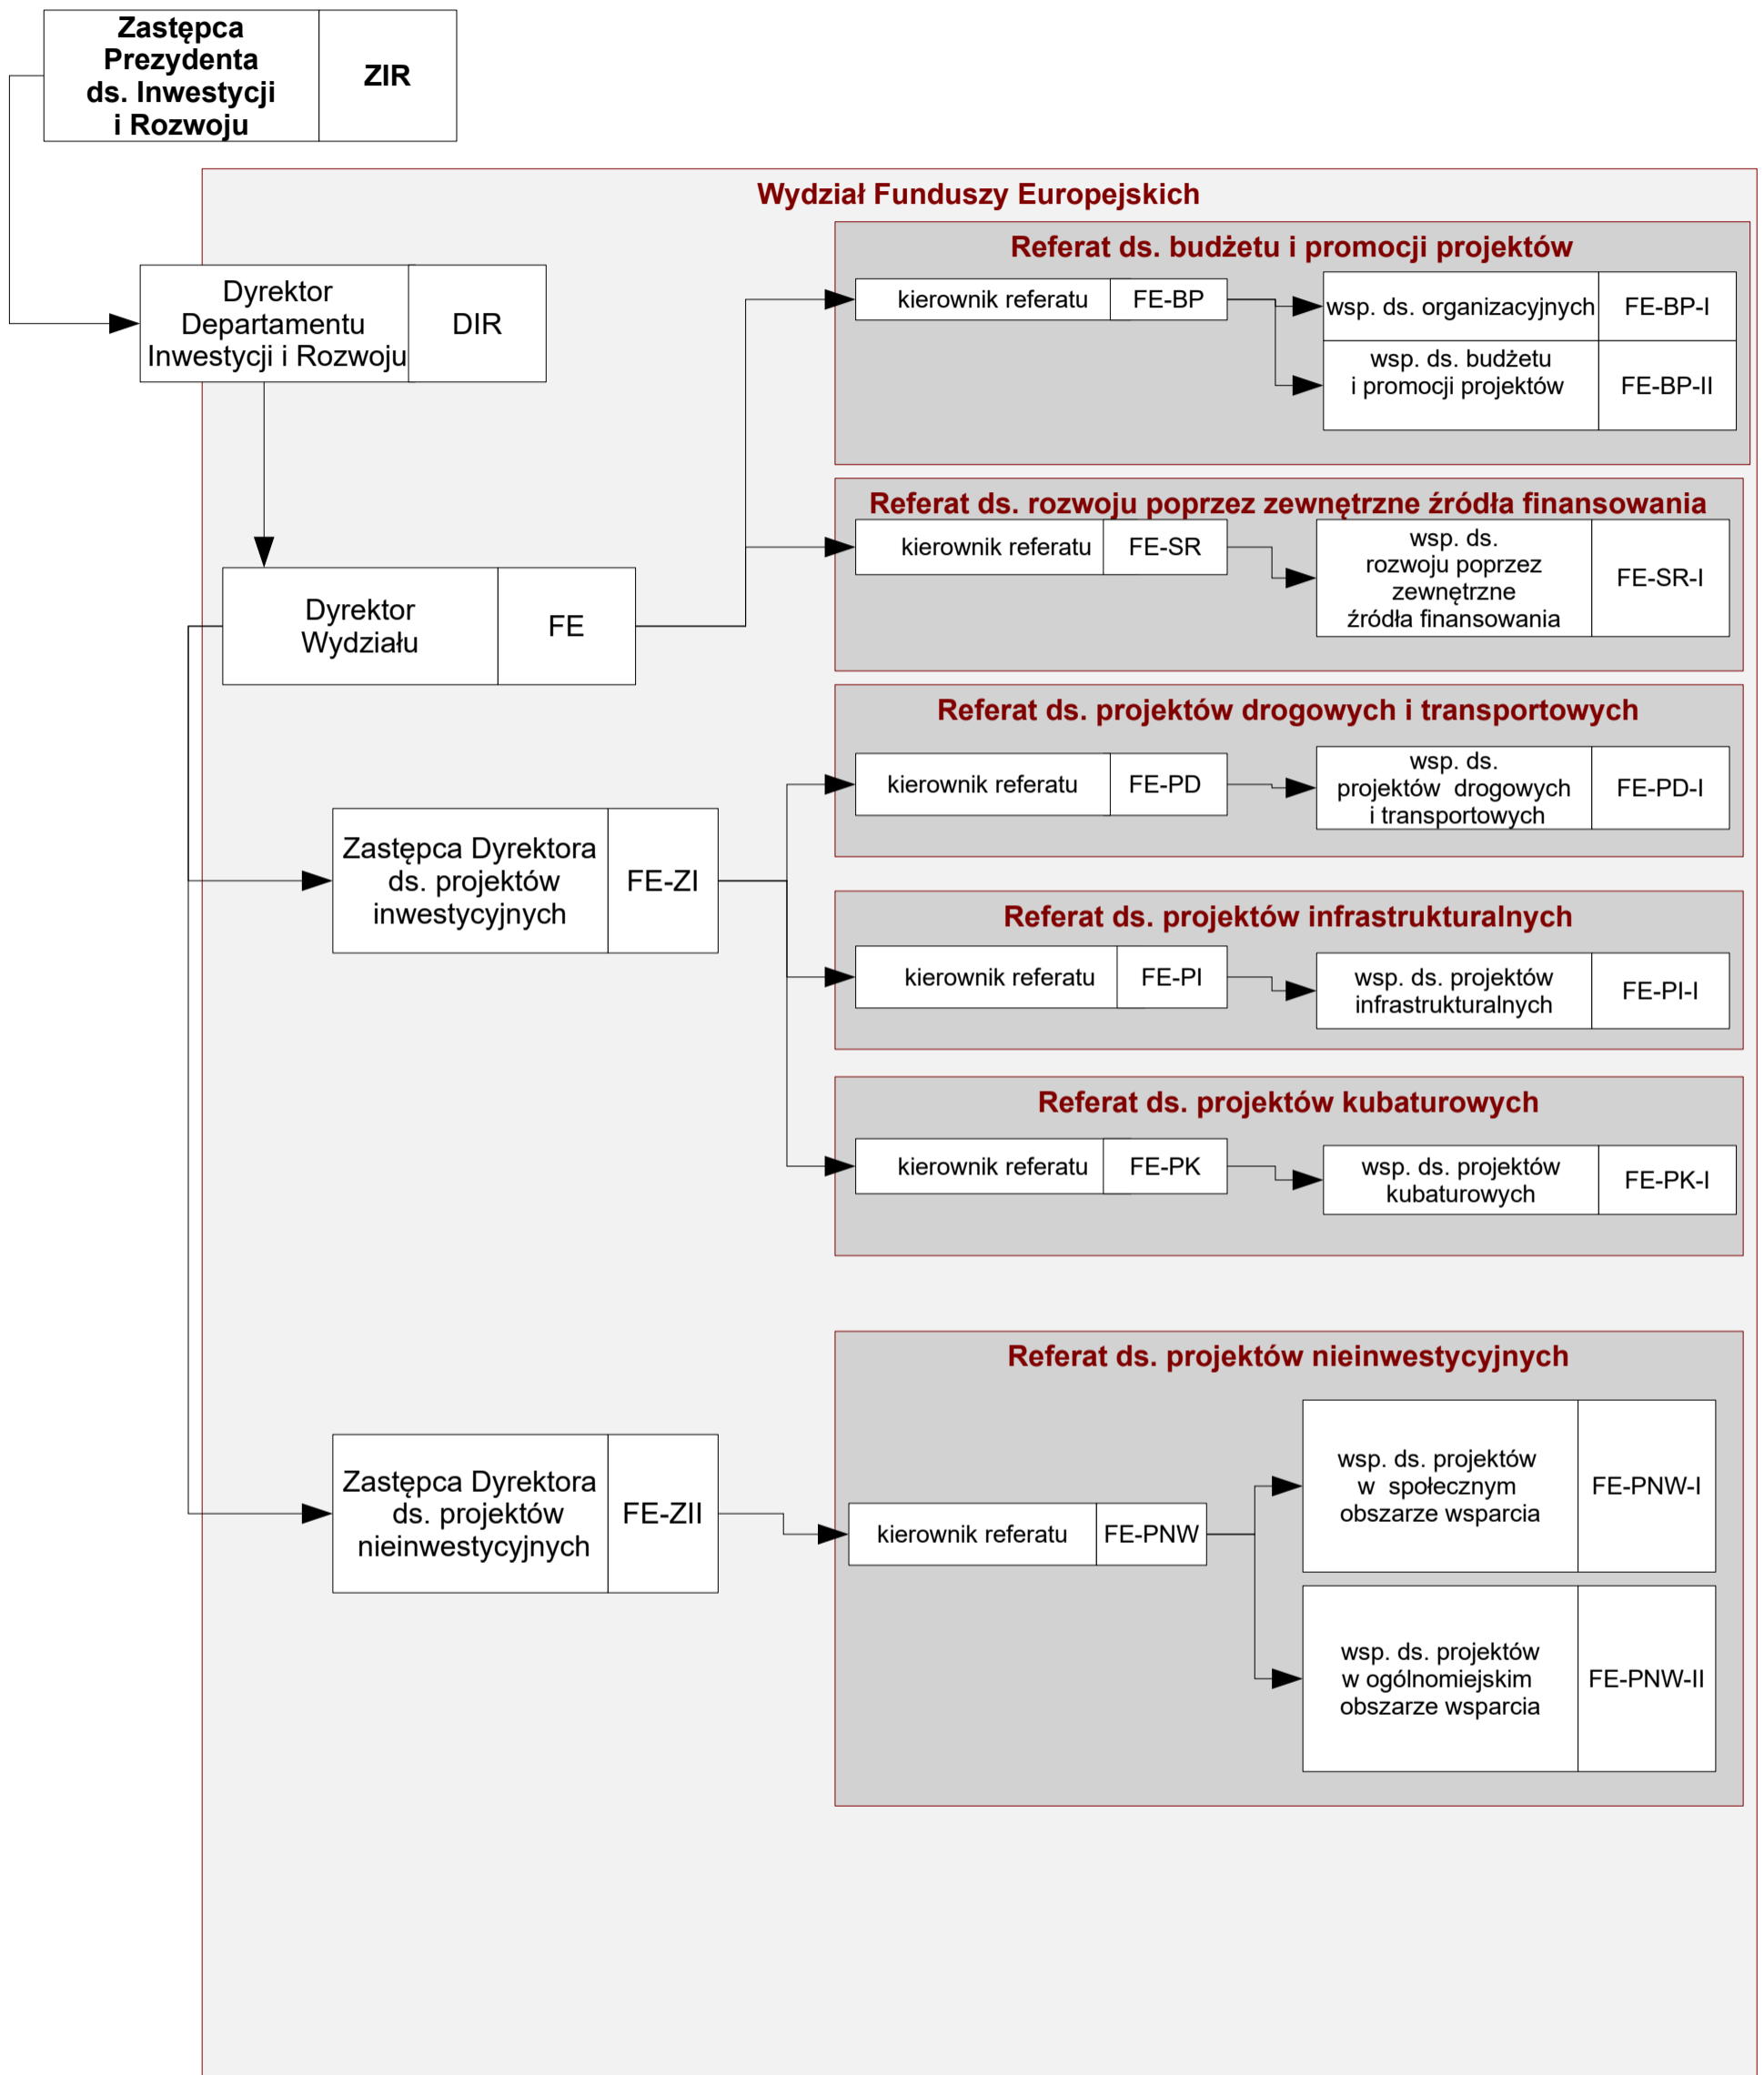 Zastępca
Prezydenta
ds. Inwestycji
i Rozwoju
ZIR
Wydział Funduszy Europejskich
Dyrektor
Departamentu
Inwestycji i Rozwoju
DIR
Dyrektor
Wydziału
FE
Referat ds. budżetu i promocji projektów
kierownik referatu
FE-BP
wsp. ds. organizacyjnych
FE-BP-I
wsp. ds. budżetu
i promocji projektów
FE-BP-II
Referat ds. rozwoju poprzez zewnętrzne źródła finansowania
kierownik referatu
FE-SR
wsp. ds.
rozwoju poprzez
zewnętrzne
źródła finansowania
FE-SR-I
Zastępca Dyrektora
ds. projektów
inwestycyjnych
FE-ZI
Referat ds. projektów drogowych i transportowych
kierownik referatu
FE-PD
wsp. ds.
projektów drogowych
i transportowych
FE-PD-I
Referat ds. projektów infrastrukturalnych
kierownik referatu
FE-PI
wsp. ds. projektów
infrastrukturalnych
FE-PI-I
Referat ds. projektów kubaturowych
kierownik referatu
FE-PK
wsp. ds. projektów
kubaturowych
FE-PK-I
Zastępca Dyrektora
ds. projektów
nieinwestycyjnych
FE-ZII
Referat ds. projektów nieinwestycyjnych
kierownik referatu
FE-PNW
wsp. ds. projektów
w społecznym
obszarze wsparcia
FE-PNW-I
wsp. ds. projektów
w ogólnomiejskim
obszarze wsparcia
FE-PNW-II